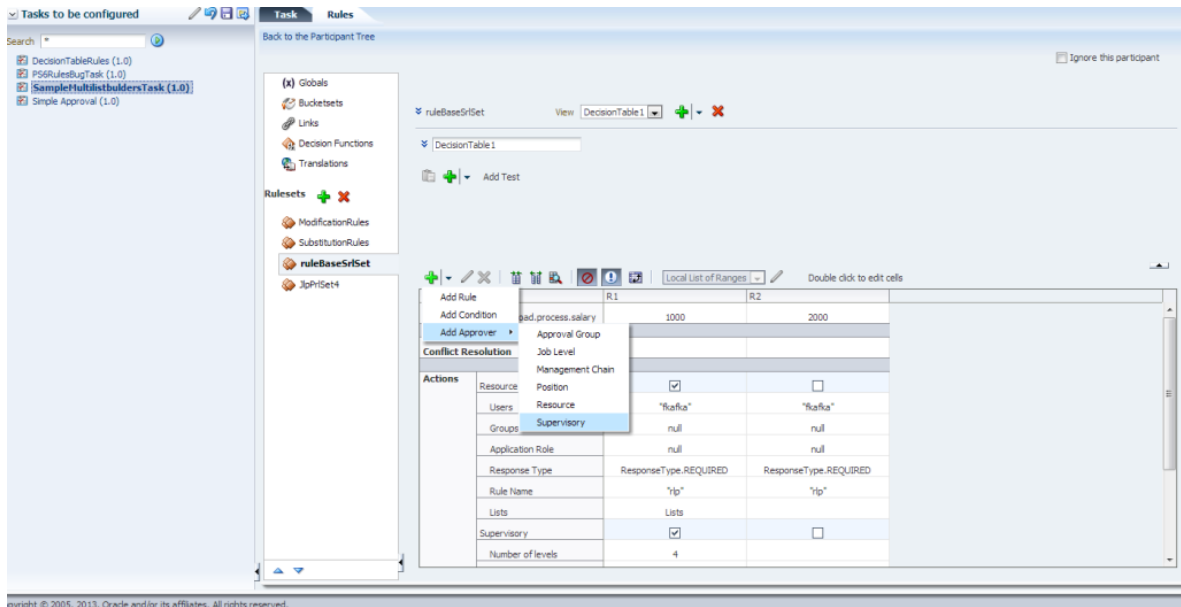 Tasks to be configured
Task Rules
Search *
Back to the Participant Tree
DecisionTableRules (1.0)
PS6RulesBugTask (1.0)
SampleMultilistbuldersTask (1.0)
Simple Approval (1.0)
Ignore this participant
(x) Globals
Bucketsets
Links
Decision Functions
Translations
Rulesets
ModificationRules
SubstitutionRules
ruleBaseSrlSet
JlpPrlSet4
ruleBaseSrlSet View DecisionTable1
DecisionTable1
Add Test
Local List of Ranges Double click to edit cells
R1 R2
Add Rule
Add Condition
Add Approver
Approval Group
Job Level
Management Chain
Position
Resource
Supervisory
oad.process.salary 1000 2000
Conflict Resolution
Actions
Resource
Users "fkafka" "fkafka"
Groups null null
Application Role null null
Response Type ResponseType.REQUIRED ResponseType.REQUIRED
Rule Name "rlp" "rlp"
Lists Lists
Supervisory
Number of levels 4
opyright © 2005, 2013, Oracle and/or its affiliates. All rights reserved.